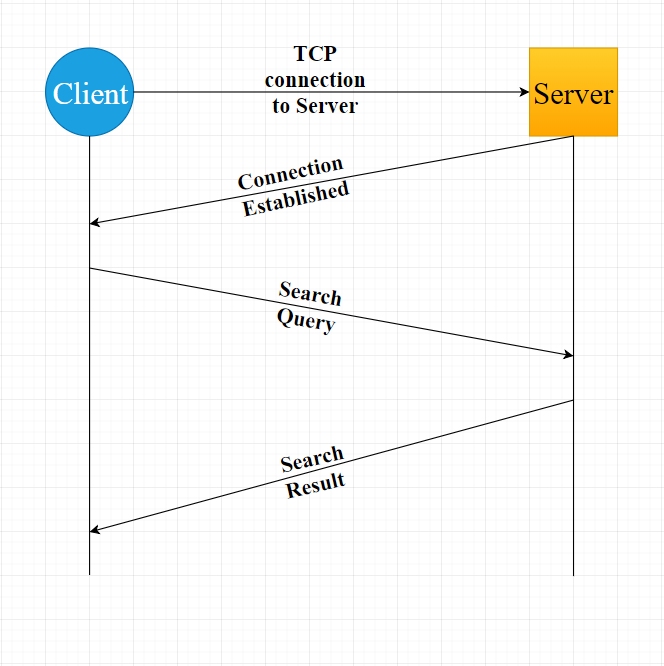 Client
TCP
connection
to Server
Server
Connection
Established
Search
Query
Search
Result